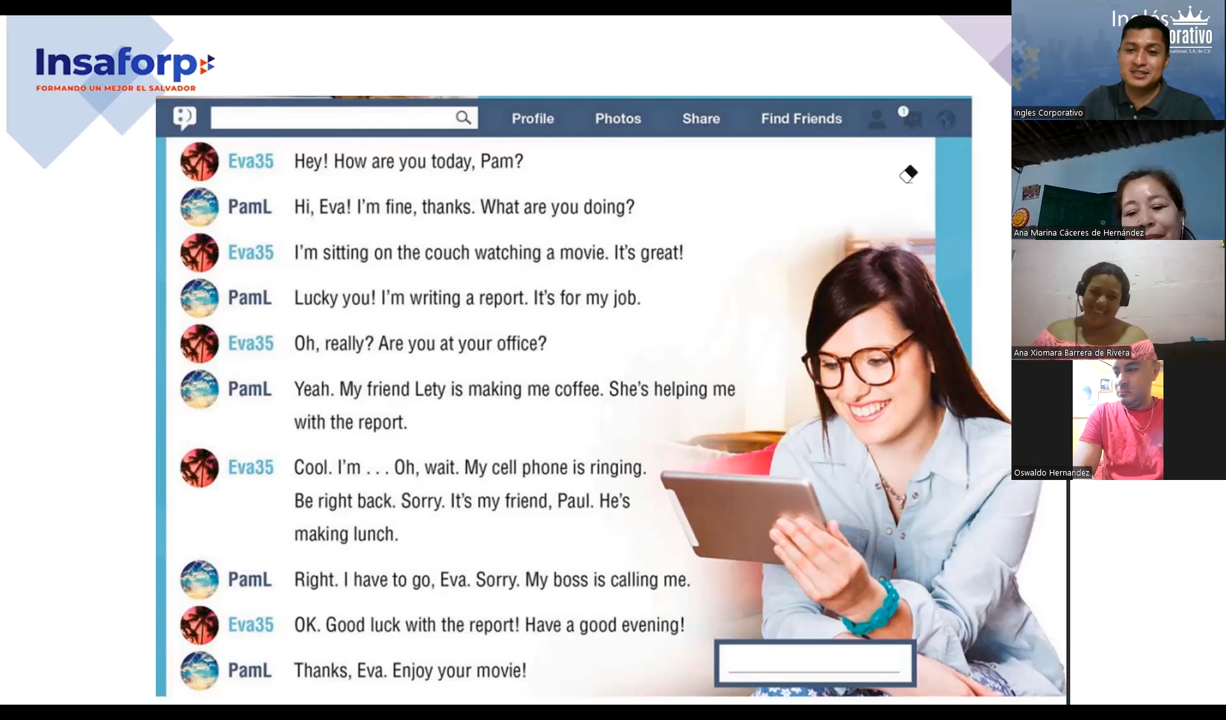 Insaforp
FORMANDO UN MEJOR EL SALVADOR
Profile Photos Share Find Friends 1
Eva35 Hey! How are you today, Pam?
PamL Hi, Eva! I'm fine, thanks. What are you doing?
Eva35 I'm sitting on the couch watching a movie. It's great!
PamL Lucky you! I'm writing a report. It's for my job.
Eva35 Oh, really? Are you at your office?
PamL Yeah. My friend Lety is making me coffee. She's helping me
with the report.
Eva35 Cool. I'm . . . Oh, wait. My cell phone is ringing.
Be right back. Sorry. It's my friend, Paul. He's
making lunch.
PamL Right. I have to go, Eva. Sorry. My boss is calling me.
Eva35 OK. Good luck with the report! Have a good evening!
PamL Thanks, Eva. Enjoy your movie!
Ingles Corporativo
Ana Marina Cáceres de Hernández
Ana Xiomara Barrera de Rivera
Oswaldo Hernandez